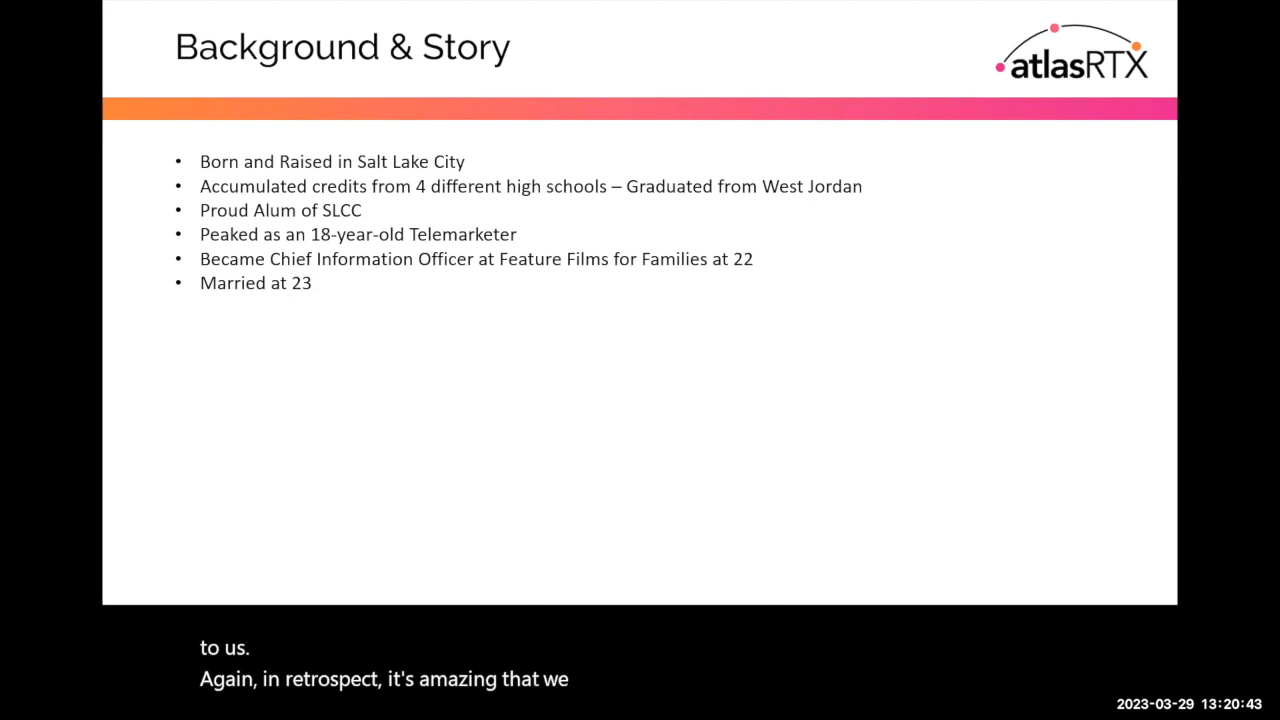 Background & Story
atlasRTX
• Born and Raised in Salt Lake City
• Accumulated credits from 4 different high schools – Graduated from West Jordan
• Proud Alum of SLCC
• Peaked as an 18-year-old Telemarketer
• Became Chief Information Officer at Feature Films for Families at 22
• Married at 23
to us.
Again, in retrospect, it's amazing that we
2023-03-29 13:20:43